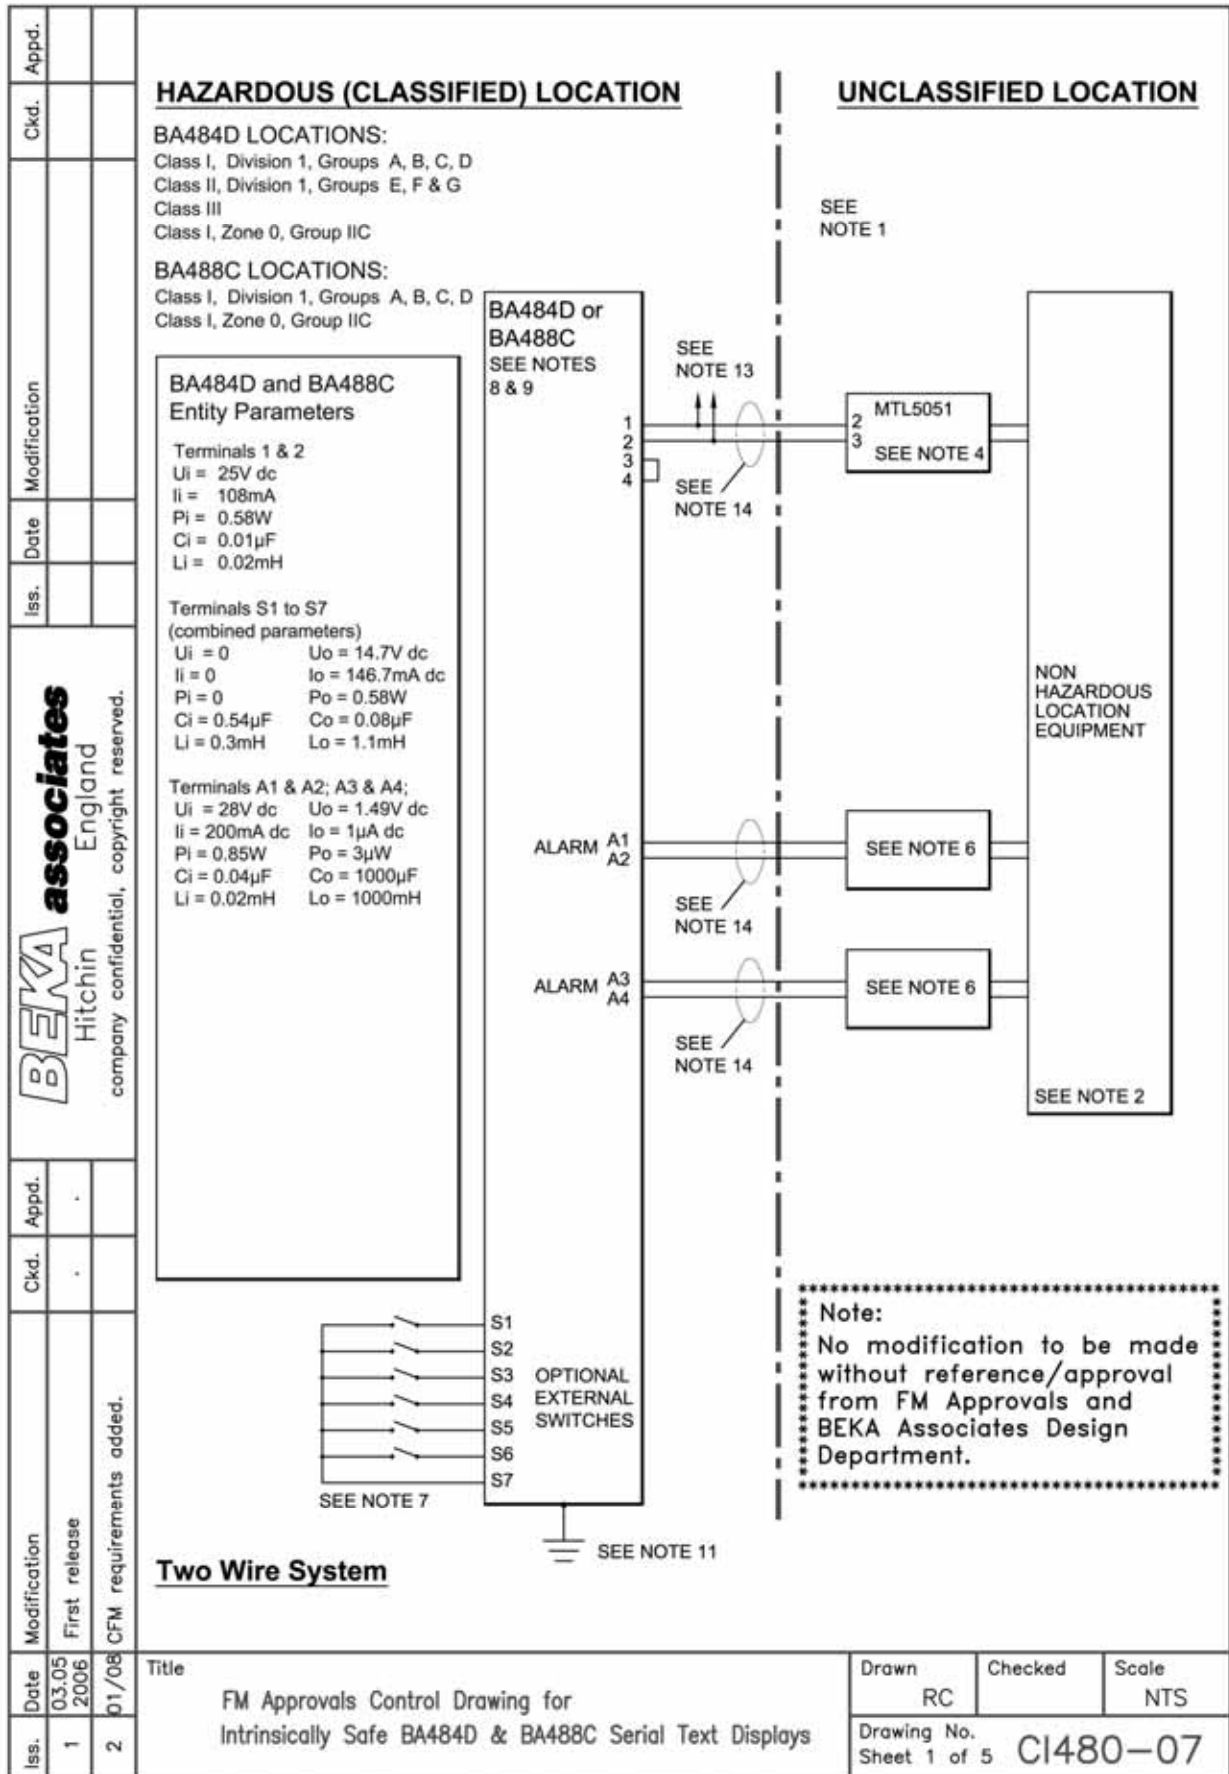 HAZARDOUS (CLASSIFIED) LOCATION
UNCLASSIFIED LOCATION
BA484D LOCATIONS:
Class I, Division 1, Groups A, B, C, D
Class II, Division 1, Groups E, F & G
Class III
Class I, Zone 0, Group IIC
BA488C LOCATIONS:
Class I, Division 1, Groups A, B, C, D
Class I, Zone 0, Group IIC
SEE
NOTE 1
BA484D and BA488C
Entity Parameters
Terminals 1 & 2
Ui = 25V dc
Ii = 108mA
Pi = 0.58W
Ci = 0.01µF
Li = 0.02mH
Terminals S1 to S7
(combined parameters)
Ui = 0 Uo = 14.7V dc
Ii = 0 Io = 146.7mA dc
Pi = 0 Po = 0.58W
Ci = 0.54µF Co = 0.08µF
Li = 0.3mH Lo = 1.1mH
Terminals A1 & A2; A3 & A4;
Ui = 28V dc Uo = 1.49V dc
Ii = 200mA dc Io = 1µA dc
Pi = 0.85W Po = 3µW
Ci = 0.04µF Co = 1000µF
Li = 0.02mH Lo = 1000mH
BA484D or
BA488C
SEE NOTES
8 & 9
1
2
3
4
SEE
NOTE 13
SEE
NOTE 14
2 MTL5051
3 SEE NOTE 4
NON
HAZARDOUS
LOCATION
EQUIPMENT
SEE NOTE 2
ALARM A1
A2
SEE
NOTE 14
SEE NOTE 6
ALARM A3
A4
SEE
NOTE 14
SEE NOTE 6
S1
S2
S3
S4
S5
S6
S7
OPTIONAL
EXTERNAL
SWITCHES
SEE NOTE 7
SEE NOTE 11
Note:
No modification to be made
without reference/approval
from FM Approvals and
BEKA Associates Design
Department.
Two Wire System
Title
FM Approvals Control Drawing for
Intrinsically Safe BA484D & BA488C Serial Text Displays
Drawn
RC
Checked
Scale
NTS
Drawing No.
Sheet 1 of 5 CI480-07
Iss. Date Modification Ckd. Appd.
1 03.05 2006 First release . .
2 01/08 CFM requirements added.
BEKA associates
Hitchin England
company confidential, copyright reserved.
Iss. Date Modification Ckd. Appd.